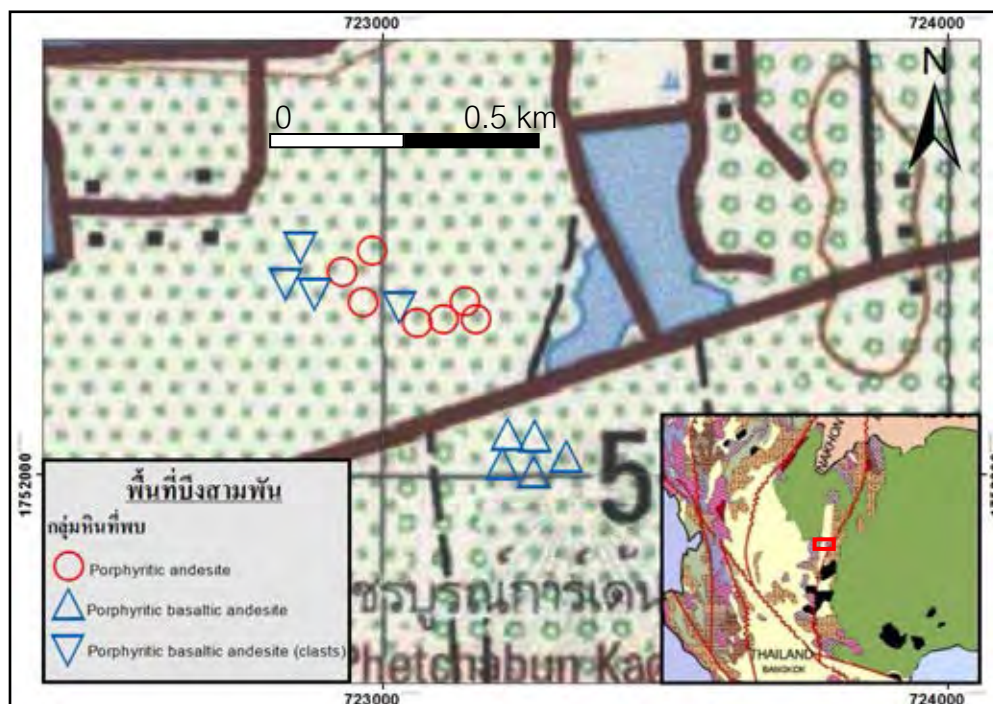 723000
724000
N
0
0.5 km
1752000
5
พื้นที่บึงสามพัน
กลุ่มหินที่พบ
Porphyritic andesite
Porphyritic basaltic andesite
Porphyritic basaltic andesite (clasts)
NAKHON
THAILAND
BANGKOK
723000
724000